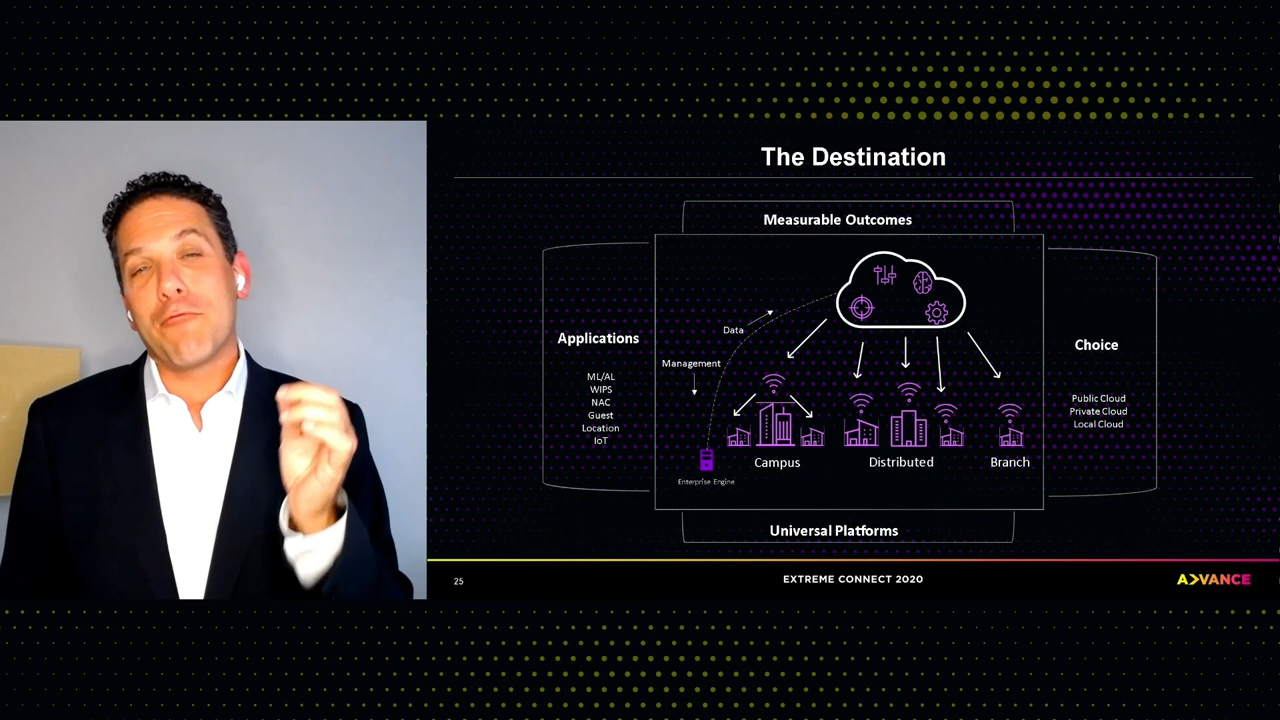 The Destination
Measurable Outcomes
Applications
ML/AL
WIPS
NAC
Guest
Location
IoT
Data
Management
Enterprise Engine
Campus
Distributed
Branch
Choice
Public Cloud
Private Cloud
Local Cloud
Universal Platforms
25
EXTREME CONNECT 2020
ADVANCE